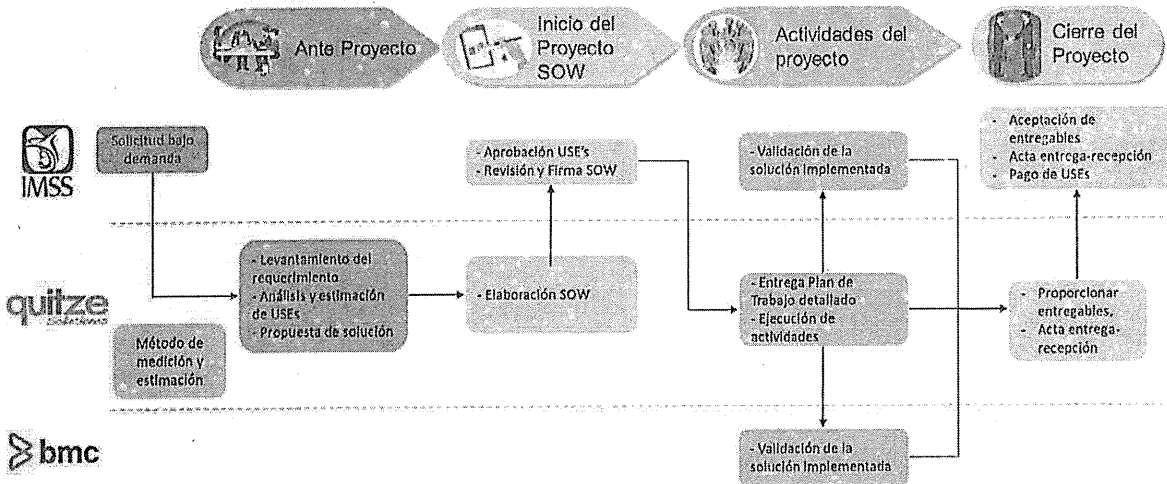 Ante Proyecto
Inicio del
Proyecto
SOW
Actividades del
proyecto
Cierre del
Proyecto
IMSS
Solicitud bajo
demanda
- Aprobación USE's
- Revisión y Firma SOW
- Validación de la
solución implementada
- Aceptación de
entregables
- Acta entrega-recepción
- Pago de USEs
quitze
solutions
Método de
medición y
estimación
- Levantamiento del
requerimiento
- Análisis y estimación
de USEs
- Propuesta de solución
- Elaboración SOW
- Entrega Plan de
Trabajo detallado
- Ejecución de
actividades
- Proporcionar
entregables,
- Acta entrega-
recepción
bmc
- Validación de la
solución implementada